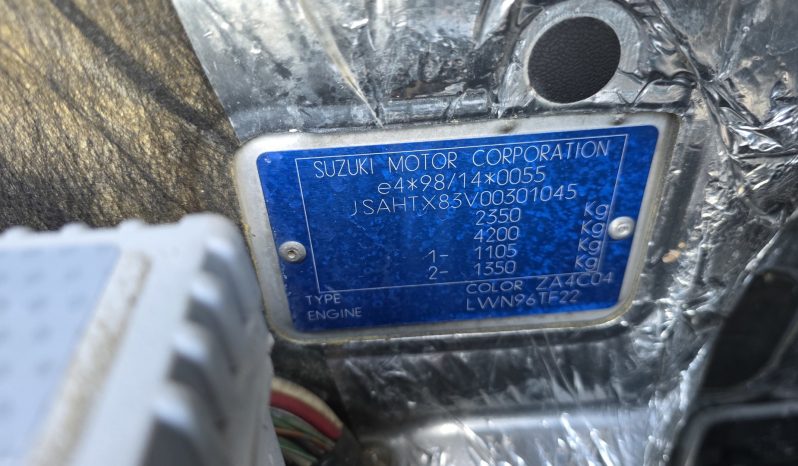 SUZUKI MOTOR CORPORATION
e4*98/14*0055
JSAHTX83V00301045
2350 Kg
4200 Kg
1- 1105 Kg
2- 1350 Kg
COLOR ZA4C04
TYPE LWN96TF22
ENGINE